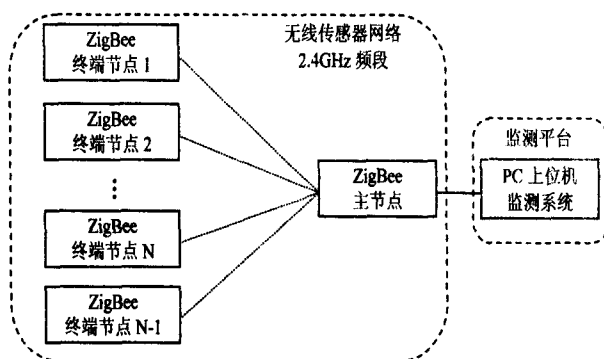 ZigBee
终端节点 1
ZigBee
终端节点 2
⋮
ZigBee
终端节点 N
ZigBee
终端节点 N-1
无线传感器网络
2.4GHz 频段
ZigBee
主节点
监测平台
PC 上位机
监测系统